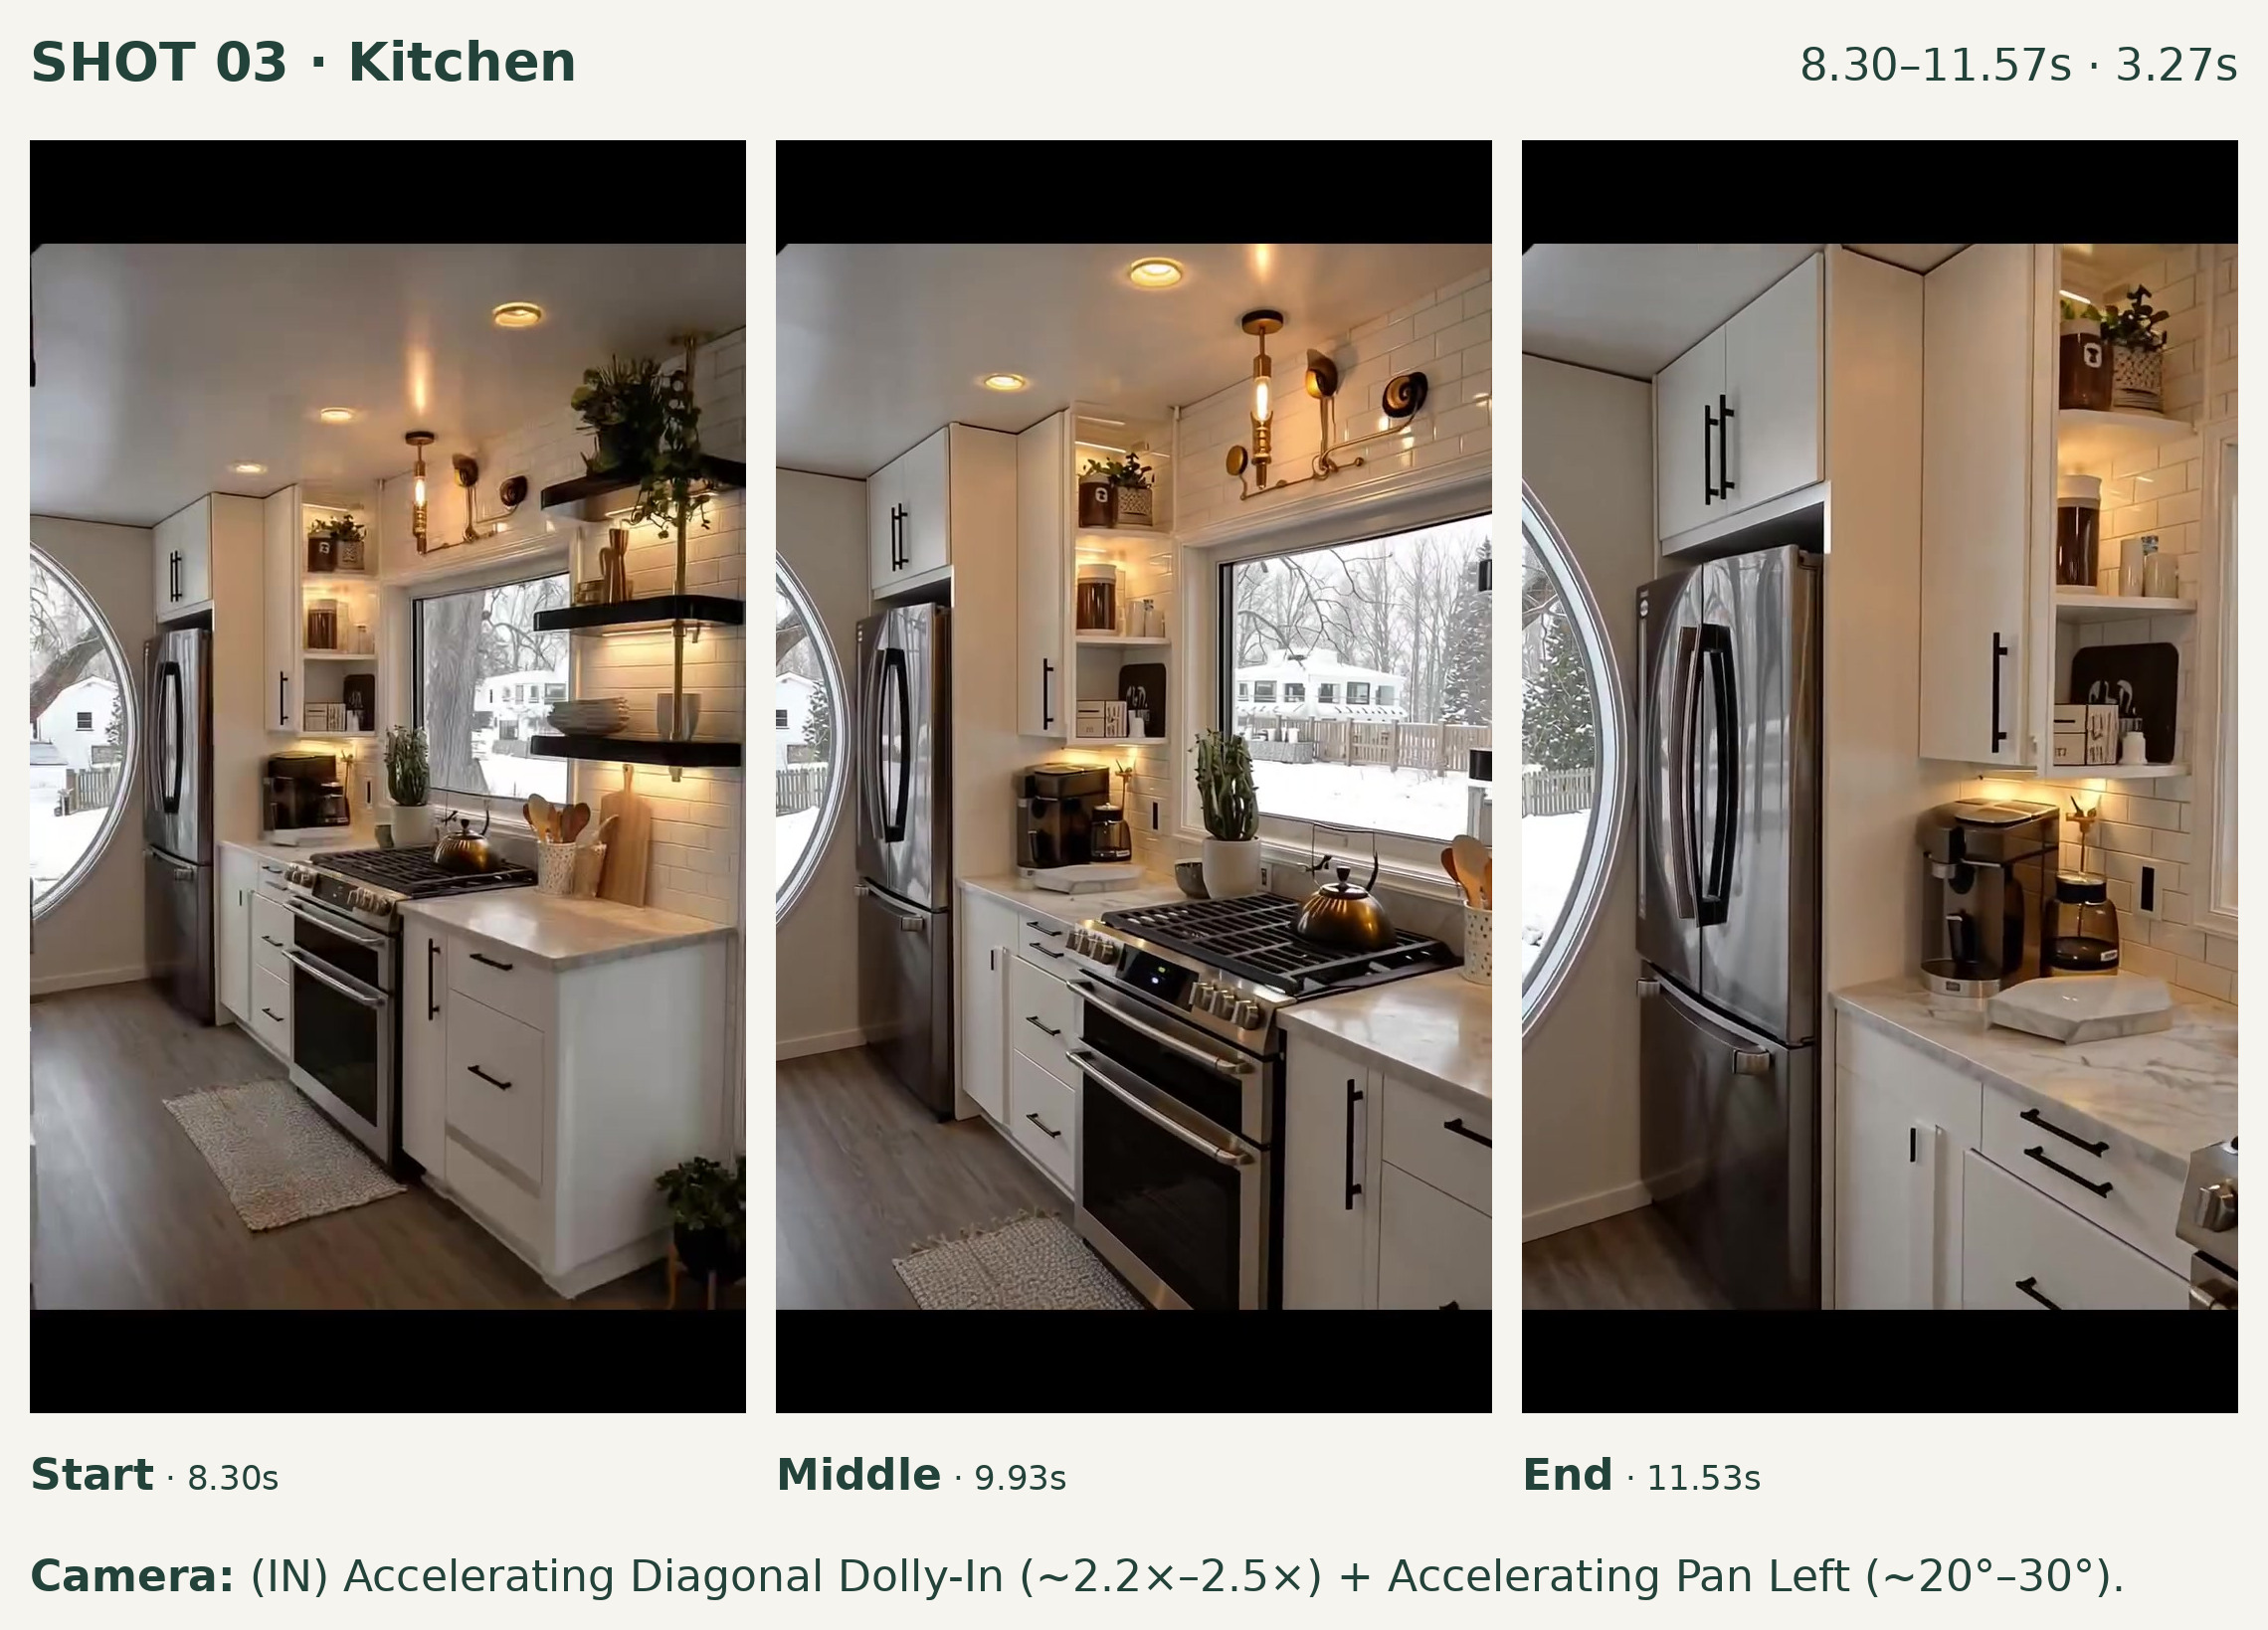 SHOT 03 · Kitchen
8.30–11.57s · 3.27s
Start · 8.30s
Middle · 9.93s
End · 11.53s
Camera: (IN) Accelerating Diagonal Dolly-In (~2.2×–2.5×) + Accelerating Pan Left (~20°–30°).